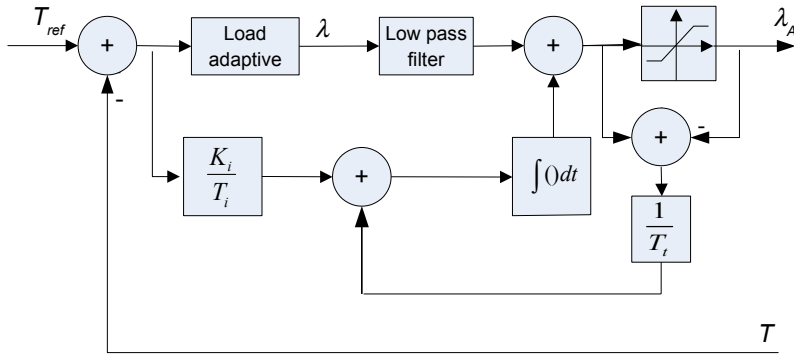 T_ref
+
-
Load
adaptive
λ
Low pass
filter
+
λ_A
K_i
T_i
+
∫()dt
+
-
1
T_t
T